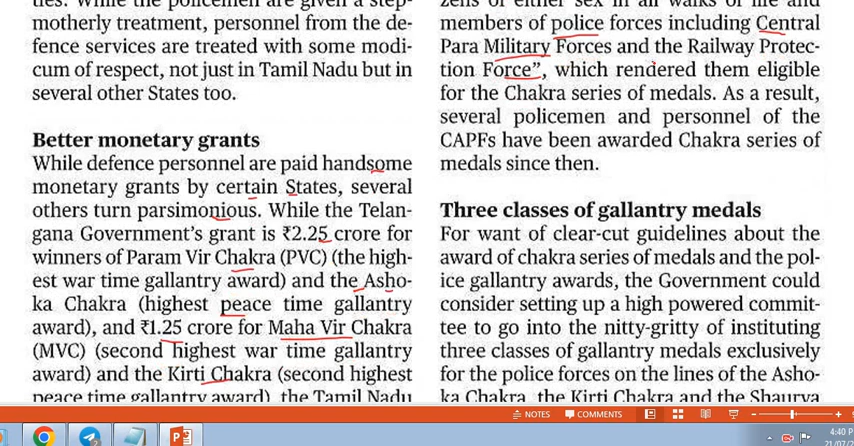 ties. While the policemen are given a step-
motherly treatment, personnel from the de-
fence services are treated with some modi-
cum of respect, not just in Tamil Nadu but in
several other States too.
Better monetary grants
While defence personnel are paid handsome
monetary grants by certain States, several
others turn parsimonious. While the Telan-
gana Government's grant is ₹2.25 crore for
winners of Param Vir Chakra (PVC) (the high-
est war time gallantry award) and the Asho-
ka Chakra (highest peace time gallantry
award), and ₹1.25 crore for Maha Vir Chakra
(MVC) (second highest war time gallantry
award) and the Kirti Chakra (second highest
peace time gallantry award), the Tamil Nadu
zens of either sex in all walks of life and
members of police forces including Central
Para Military Forces and the Railway Protec-
tion Force”, which rendered them eligible
for the Chakra series of medals. As a result,
several policemen and personnel of the
CAPFs have been awarded Chakra series of
medals since then.
Three classes of gallantry medals
For want of clear-cut guidelines about the
award of chakra series of medals and the pol-
ice gallantry awards, the Government could
consider setting up a high powered commit-
tee to go into the nitty-gritty of instituting
three classes of gallantry medals exclusively
for the police forces on the lines of the Asho-
ka Chakra, the Kirti Chakra and the Shaurya
NOTES COMMENTS
4:40 P